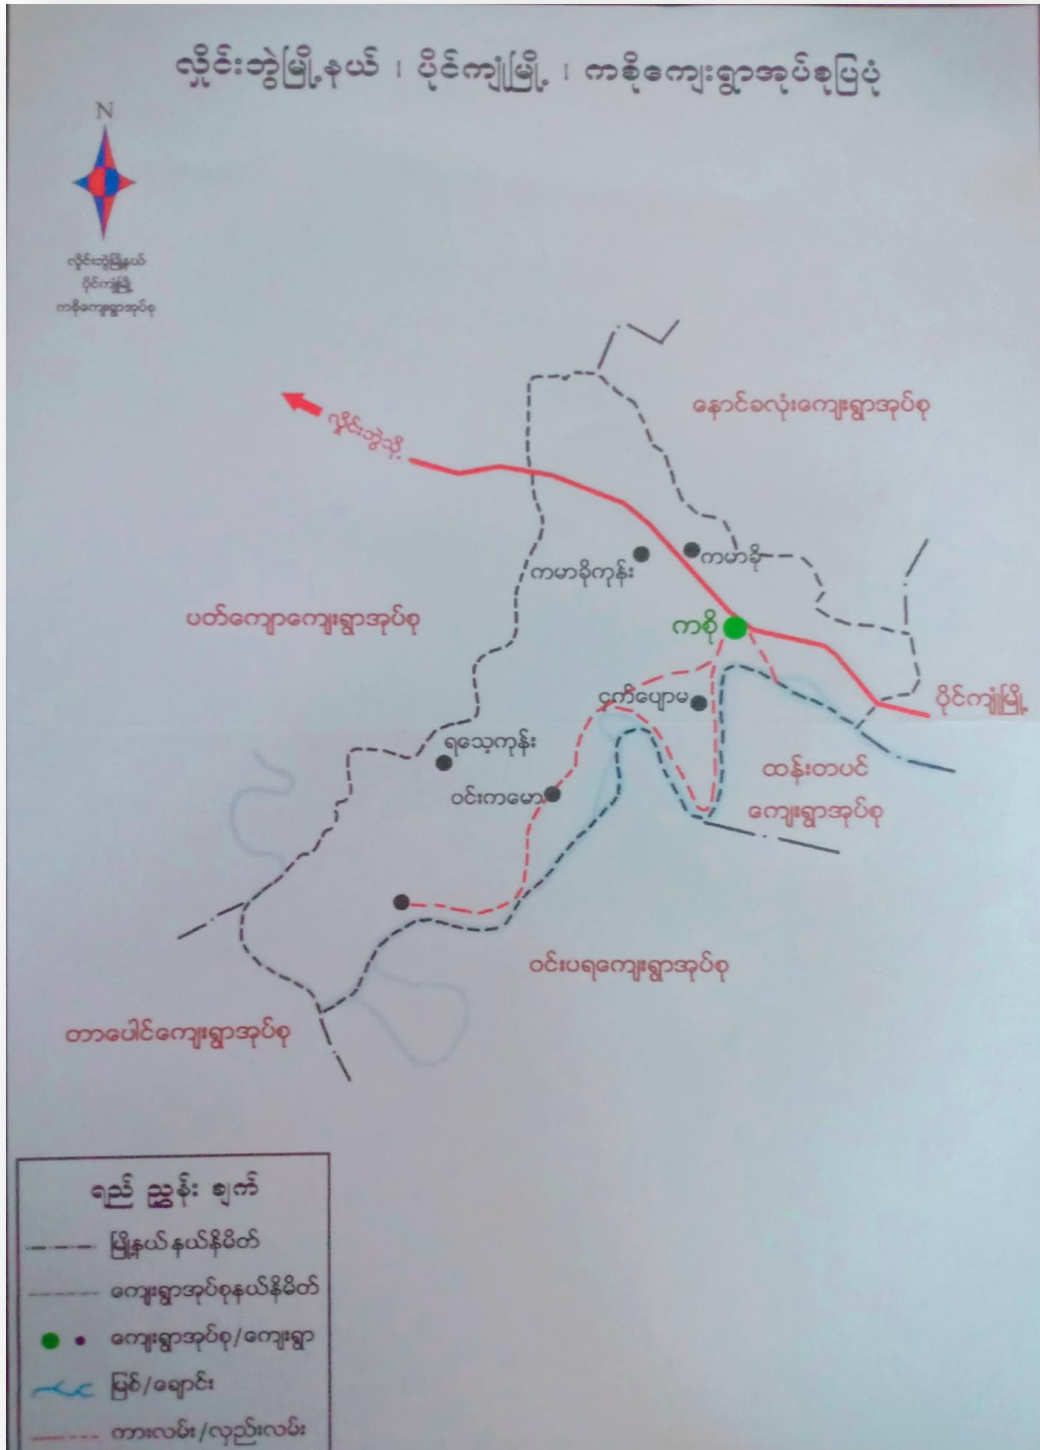 လှိုင်းဘွဲမြို့နယ် ၊ ပိုင်ကျုံမြို့ ၊ ကစိုကျေးရွာအုပ်စုပြပုံ
N
လှိုင်းဘွဲမြို့နယ်
ပိုင်ကျုံမြို့
ကစိုကျေးရွာအုပ်စု
နောင်ခလုံးကျေးရွာအုပ်စု
လှိုင်းဘွဲသို့
ကမာခိုကုန်း
ကမာခို
ပတ်ကျောကျေးရွာအုပ်စု
ကစို
ငှက်ပျောမ
ပိုင်ကျုံမြို့
ရသေ့ကုန်း
ထန်းတပင်
ကျေးရွာအုပ်စု
ဝင်းကမော
ဝင်းပရကျေးရွာအုပ်စု
တာပေါင်ကျေးရွာအုပ်စု
ရည် ညွှန်း ချက်
မြို့နယ်နယ်နိမိတ်
ကျေးရွာအုပ်စုနယ်နိမိတ်
ကျေးရွာအုပ်စု/ကျေးရွာ
မြစ်/ချောင်း
ကားလမ်း/လှည်းလမ်း